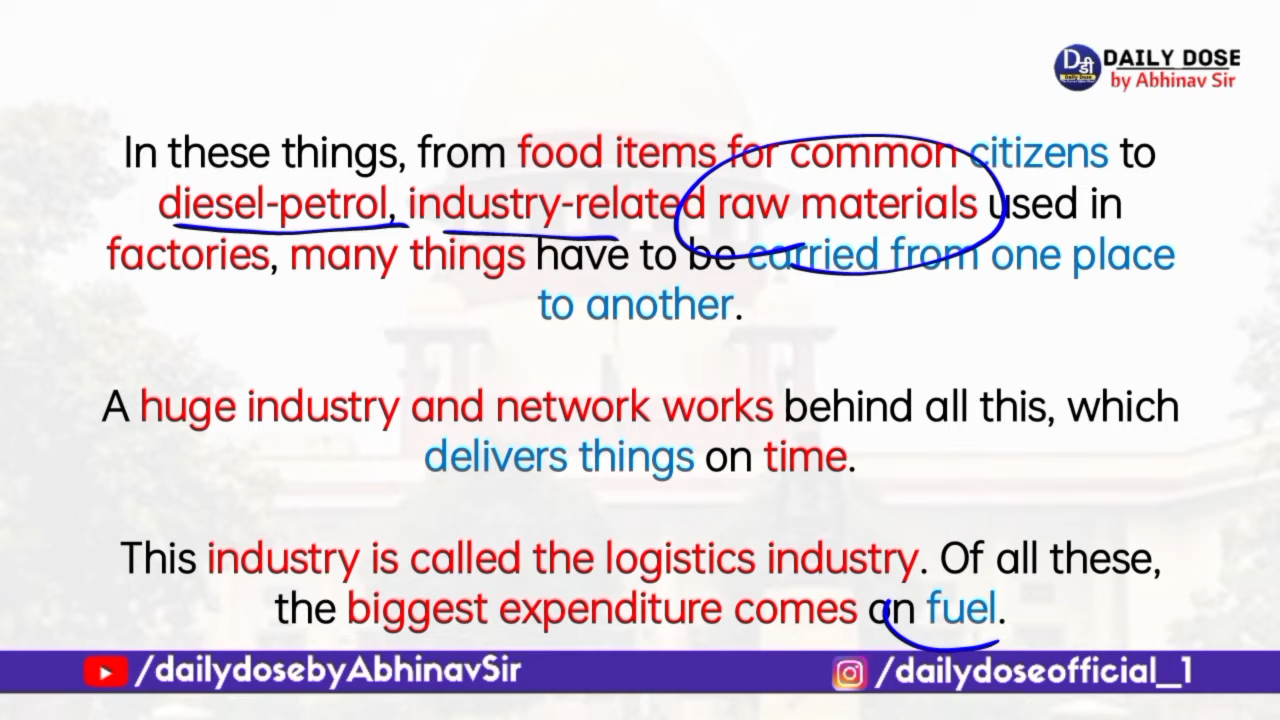 DAILY DOSE
by Abhinav Sir
Dडी
Daily Dose
In these things, from food items for common citizens to
diesel-petrol, industry-related raw materials used in
factories, many things have to be carried from one place
to another.
A huge industry and network works behind all this, which
delivers things on time.
This industry is called the logistics industry. Of all these,
the biggest expenditure comes on fuel.
/dailydosebyAbhinavSir
/dailydoseofficial_1